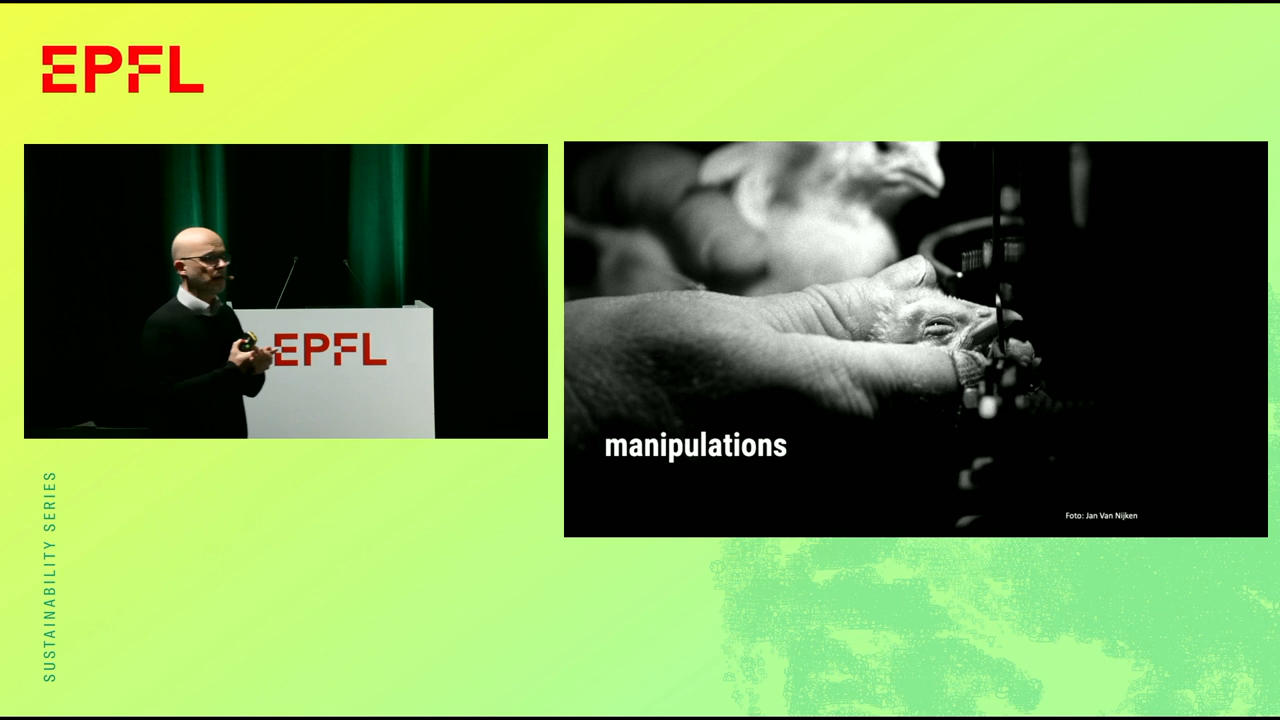 EPFL
EPFL
manipulations
Foto: Jan Van Nijken
SUSTAINABILITY SERIES